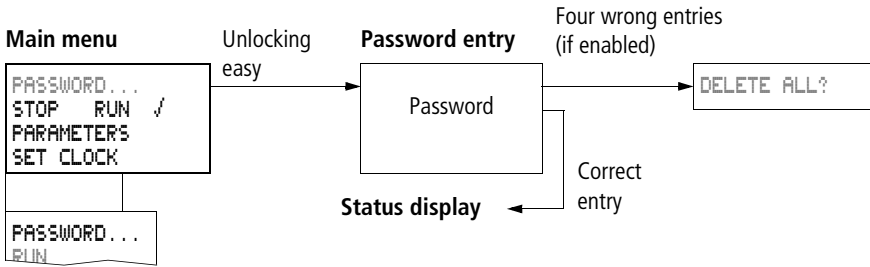 Main menu
PASSWORD...
STOP RUN √
PARAMETERS
SET CLOCK
PASSWORD...
RUN
Unlocking
easy
Password entry
Password
Four wrong entries
(if enabled)
DELETE ALL?
Correct
entry
Status display